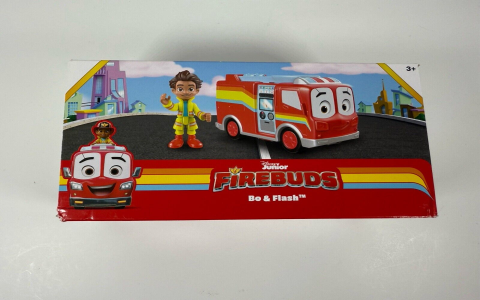 3+
Disney Junior
FIREBUDS
Bo & Flash™